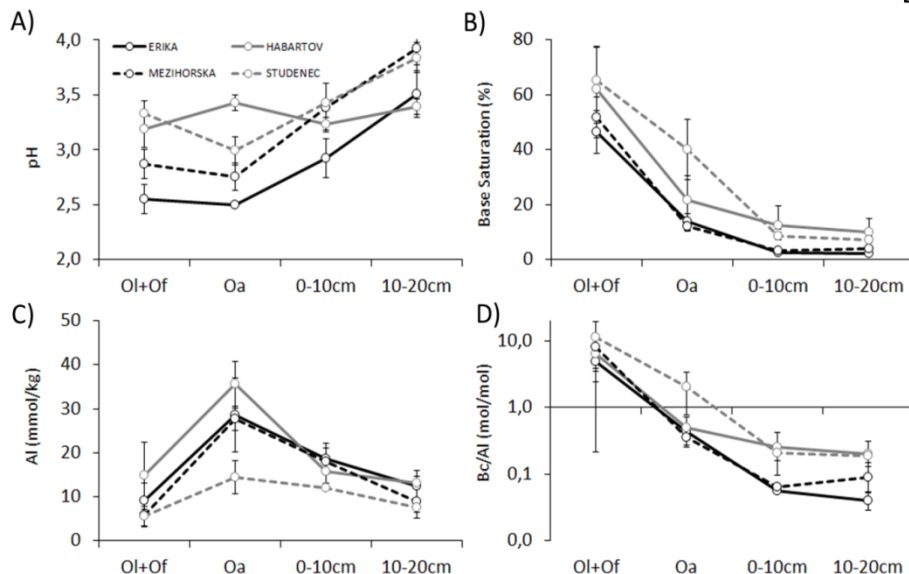 A)
4,0
3,5
3,0
2,5
2,0
pH
ERIKA
HABARTOV
MEZIHORSKA
STUDENEC
Ol+Of Oa 0-10cm 10-20cm
B)
80
60
40
20
0
Base Saturation (%)
Ol+Of Oa 0-10cm 10-20cm
C)
50
40
30
20
10
0
Al (mmol/kg)
Ol+Of Oa 0-10cm 10-20cm
D)
10,0
1,0
0,1
0,0
Bc/Al (mol/mol)
Ol+Of Oa 0-10cm 10-20cm